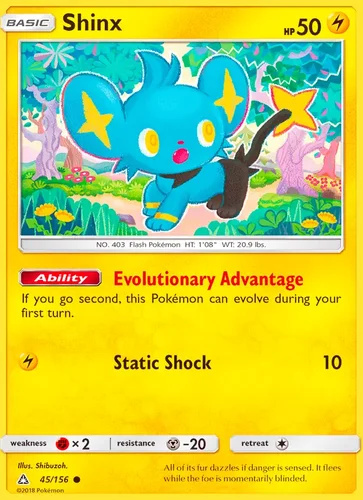 BASIC Shinx HP 50
NO. 403 Flash Pokémon HT: 1'08" WT: 20.9 lbs.
Ability Evolutionary Advantage
If you go second, this Pokémon can evolve during your
first turn.
Static Shock 10
weakness × 2 resistance -20 retreat
Illus. Shibuzoh.
45/156
©2018 Pokémon
All of its fur dazzles if danger is sensed. It flees
while the foe is momentarily blinded.